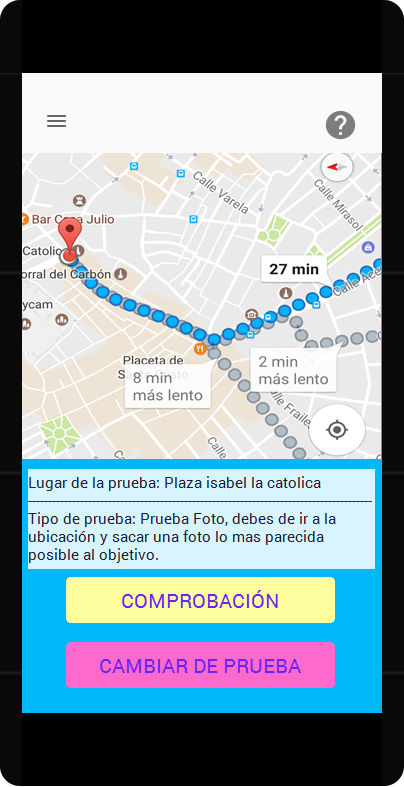 ?
Calle Varela
Calle Mirasol
Bar Casa Julio
Catolic
orral del Carbón
27 min
Calle Ace
ycam
Placeta de
2 min
más lento
8 min
más lento
Calle Fraile
Calle
Lugar de la prueba: Plaza isabel la catolica
Tipo de prueba: Prueba Foto, debes de ir a la
ubicación y sacar una foto lo mas parecida
posible al objetivo.
COMPROBACIÓN
CAMBIAR DE PRUEBA